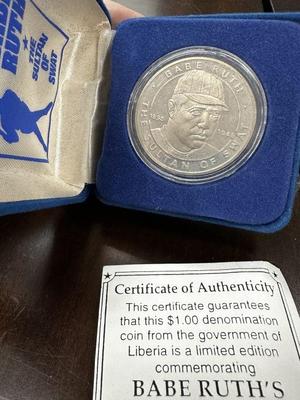 RUTH
THE SULTAN
OF SWAT
BABE RUTH
1895 1948
THE SULTAN OF SWAT
Certificate of Authenticity
This certificate guarantees
that this $1.00 denomination
coin from the government of
Liberia is a limited edition
commemorating
BABE RUTH'S